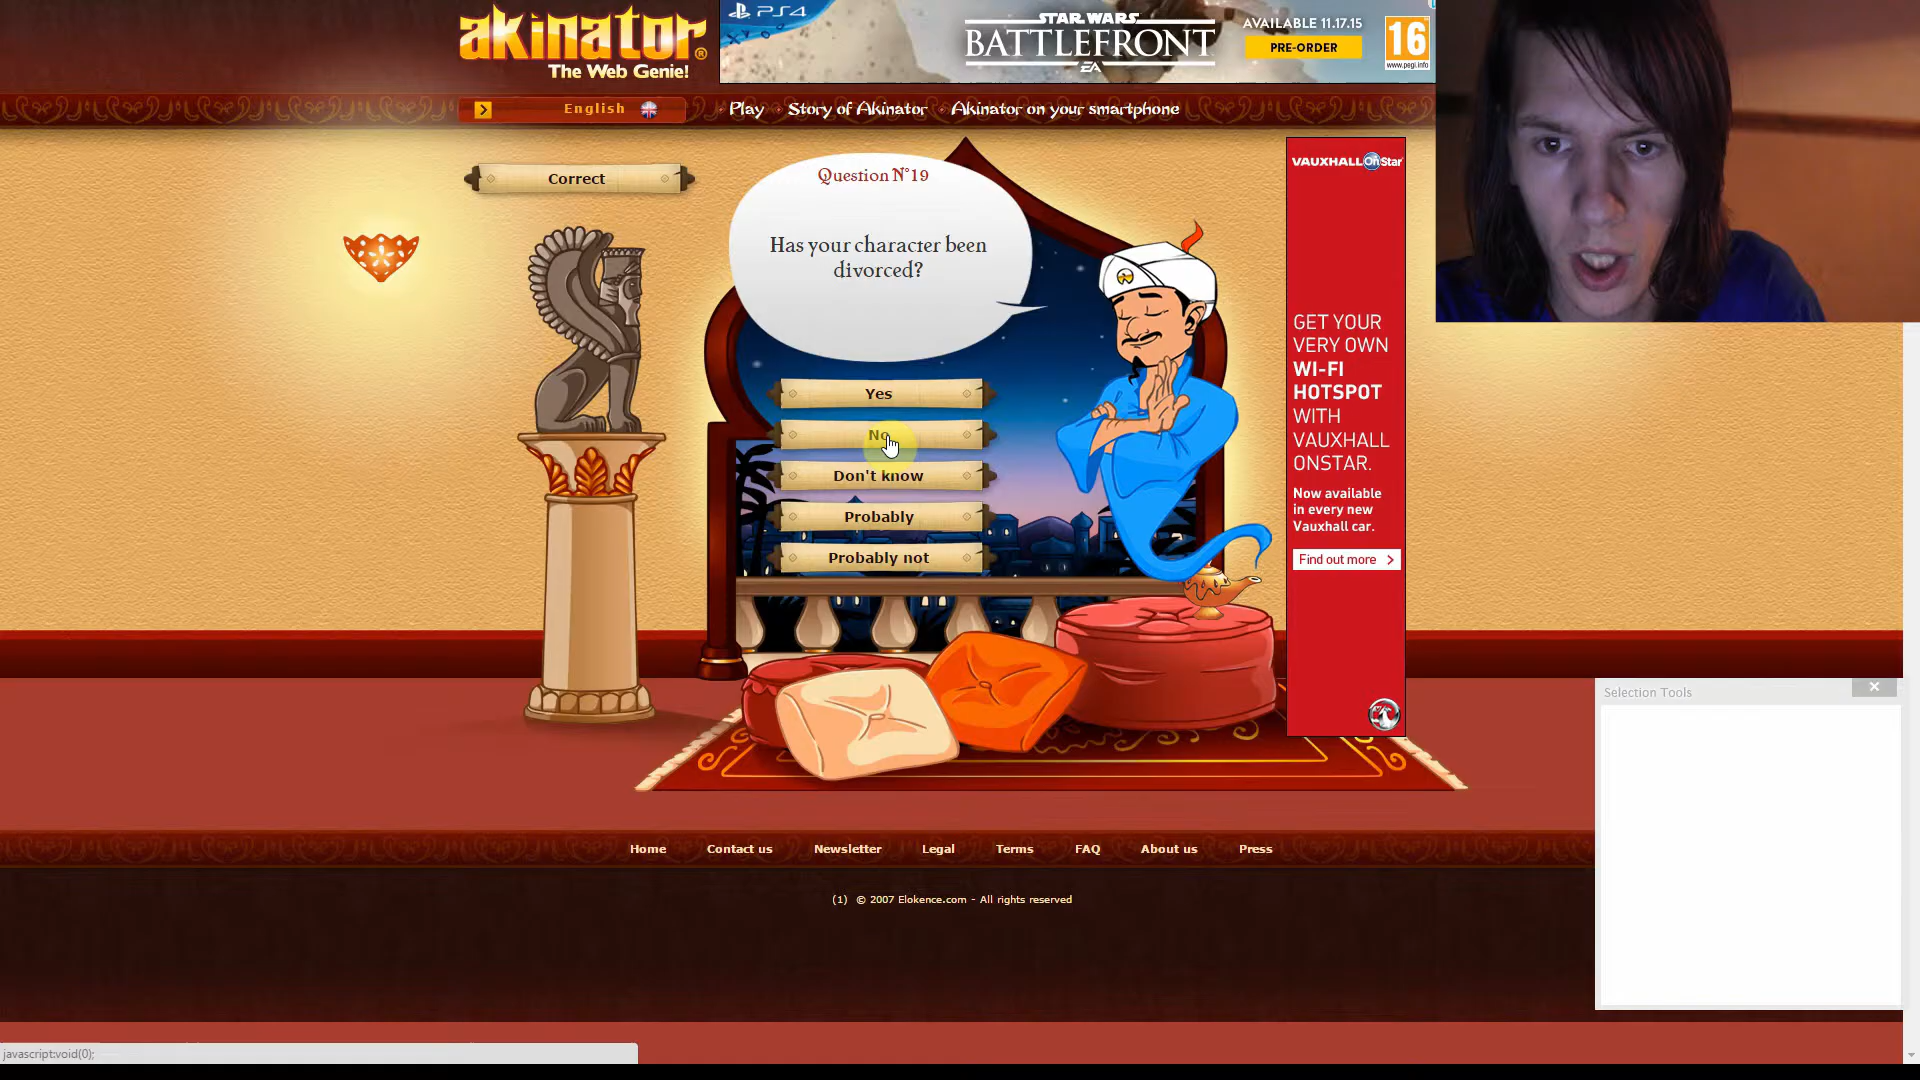 akinator®
The Web Genie!
PS4
STAR WARS
BATTLEFRONT
EA
AVAILABLE 11.17.15
PRE-ORDER
16
www.pegi.info
English
Play
Story of Akinator
Akinator on your smartphone
Correct
Question N°19
Has your character been
divorced?
Yes
No
Don't know
Probably
Probably not
VAUXHALL OnStar
GET YOUR
VERY OWN
WI-FI
HOTSPOT
WITH
VAUXHALL
ONSTAR.
Now available
in every new
Vauxhall car.
Find out more >
Selection Tools
Home
Contact us
Newsletter
Legal
Terms
FAQ
About us
Press
(1) © 2007 Elokence.com - All rights reserved
javascript:void(0);